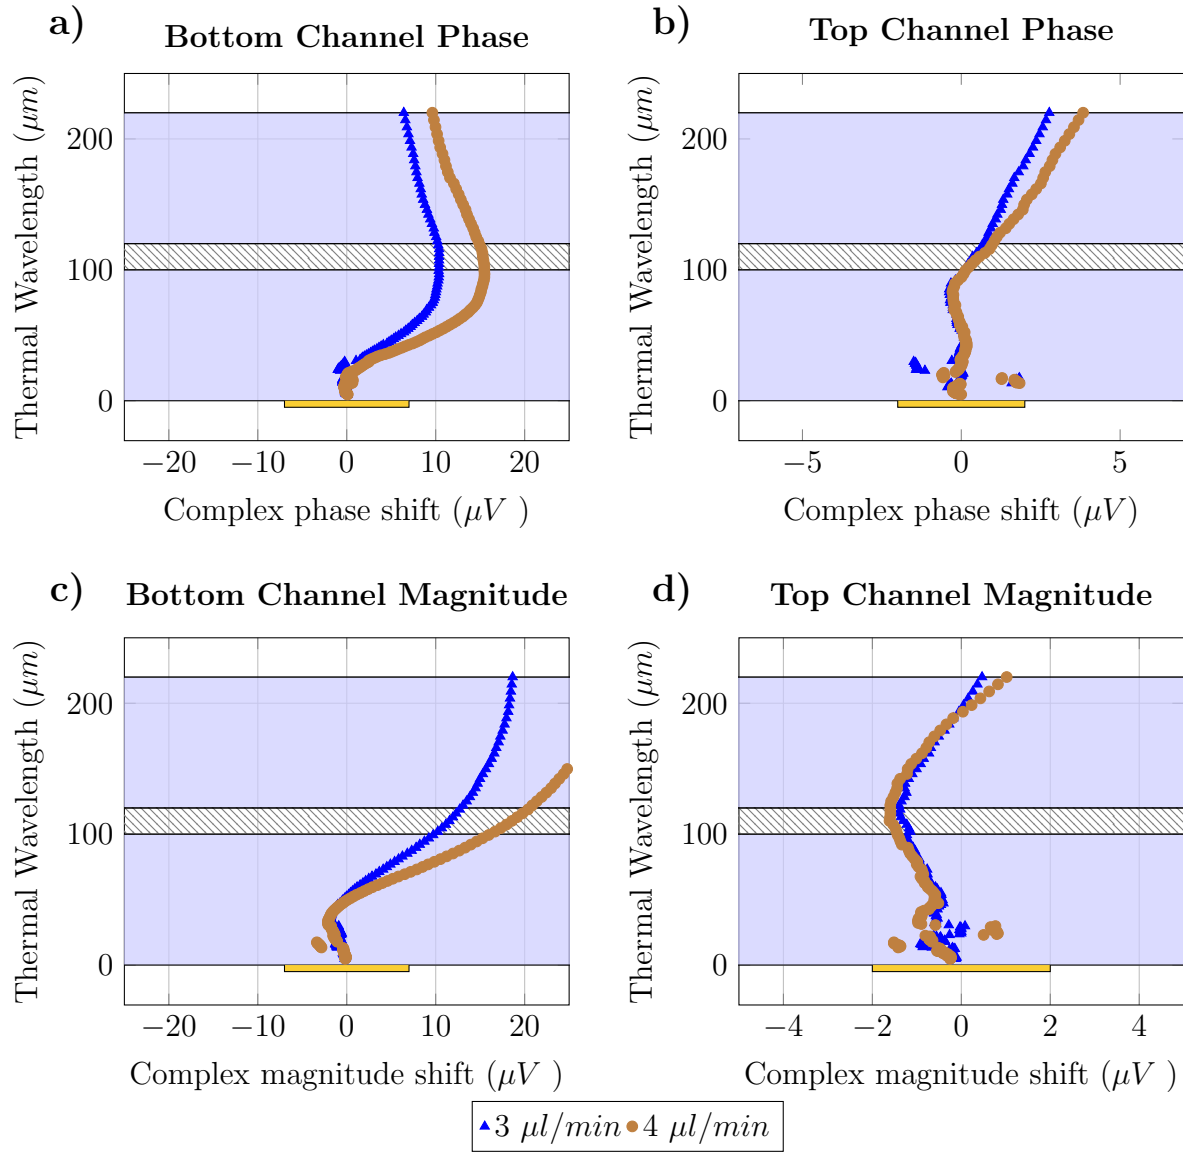 a) Bottom Channel Phase
b) Top Channel Phase
Thermal Wavelength (μm)
200
100
0
−20 −10 0 10 20
Complex phase shift (μV )
Thermal Wavelength (μm)
200
100
0
−5 0 5
Complex phase shift (μV)
c) Bottom Channel Magnitude
d) Top Channel Magnitude
Thermal Wavelength (μm)
200
100
0
−20 −10 0 10 20
Complex magnitude shift (μV )
Thermal Wavelength (μm)
200
100
0
−4 −2 0 2 4
Complex magnitude shift (μV )
3 μl/min 4 μl/min